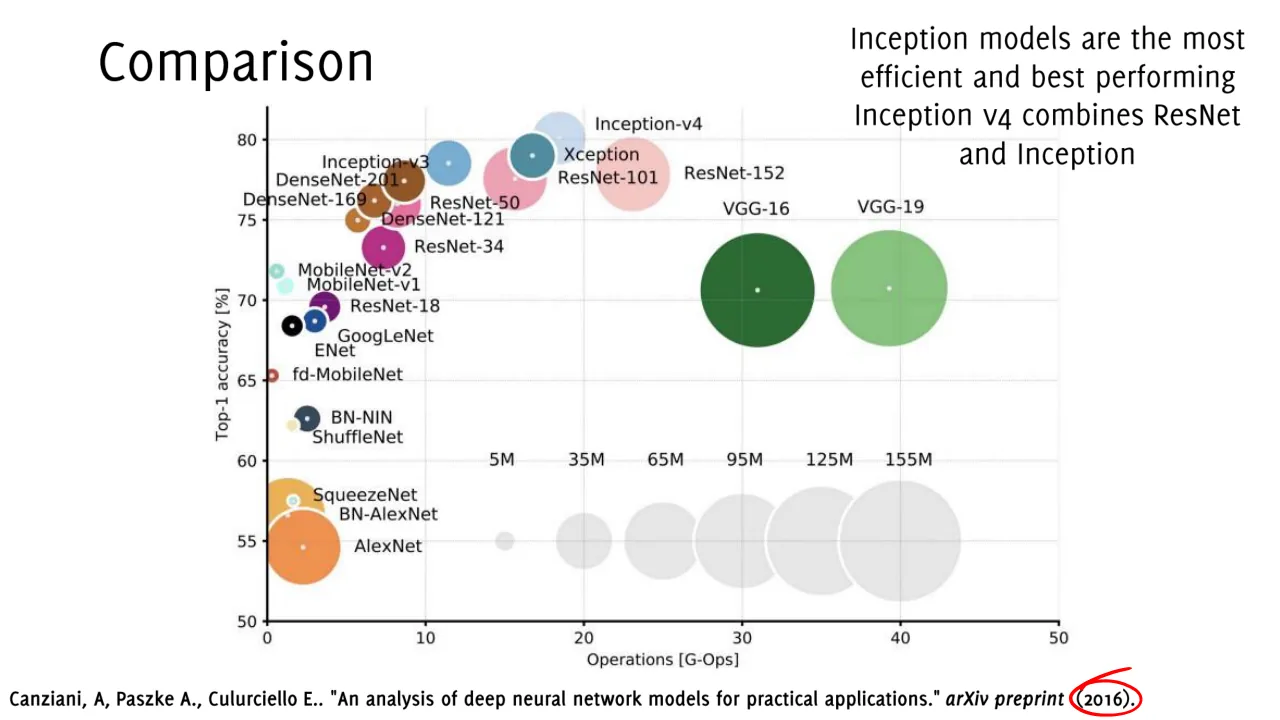 Comparison
Inception models are the most
efficient and best performing
Inception v4 combines ResNet
and Inception
80
75
70
65
60
55
50
Top-1 accuracy [%]
Inception-v4
Xception
Inception-v3
ResNet-152
ResNet-101
DenseNet-201
DenseNet-169
ResNet-50
DenseNet-121
VGG-16
VGG-19
ResNet-34
MobileNet-v2
MobileNet-v1
ResNet-18
GoogLeNet
ENet
fd-MobileNet
BN-NIN
ShuffleNet
5M 35M 65M 95M 125M 155M
SqueezeNet
BN-AlexNet
AlexNet
0 10 20 30 40 50
Operations [G-Ops]
Canziani, A, Paszke A., Culurciello E.. "An analysis of deep neural network models for practical applications." arXiv preprint (2016).